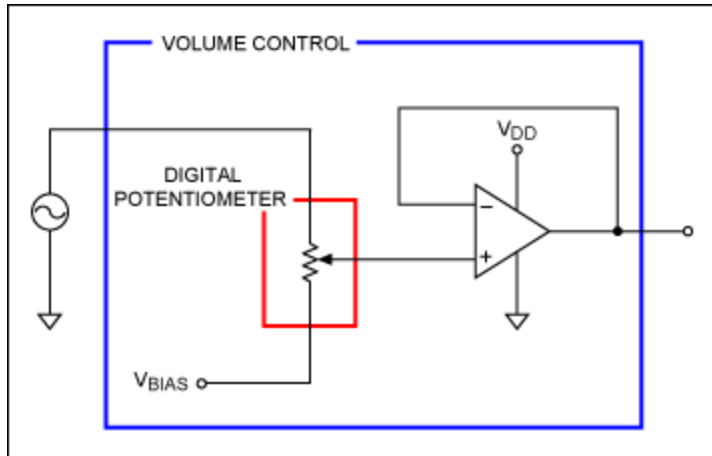 VOLUME CONTROL
VDD
DIGITAL
POTENTIOMETER
−
+
VBIAS